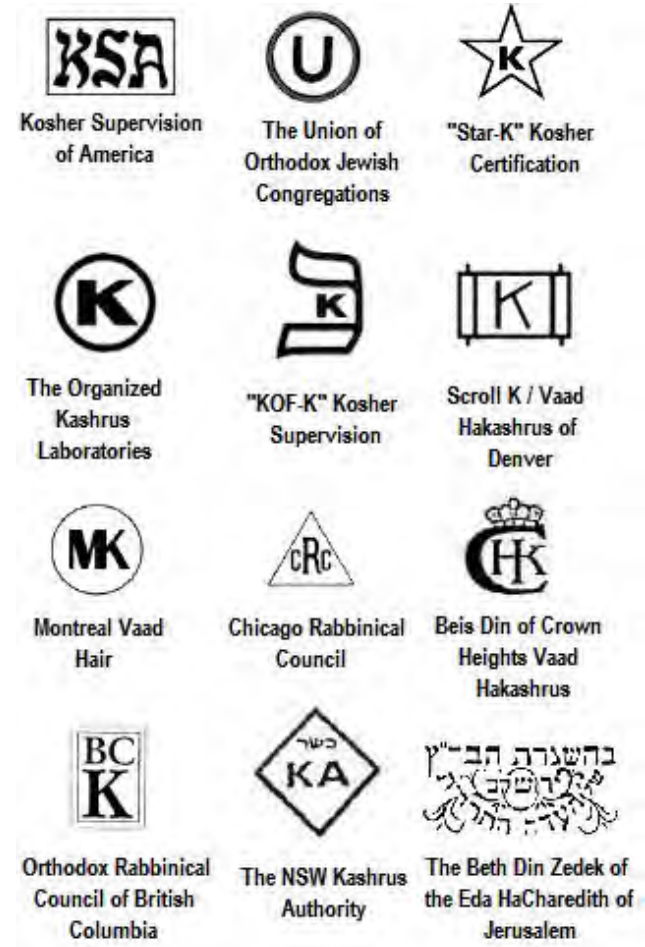 KSA
Kosher Supervision
of America
U
The Union of
Orthodox Jewish
Congregations
K
"Star-K" Kosher
Certification
K
The Organized
Kashrus
Laboratories
K
"KOF-K" Kosher
Supervision
K
Scroll K / Vaad
Hakashrus of
Denver
MK
Montreal Vaad
Hair
cRc
Chicago Rabbinical
Council
CHK
Beis Din of Crown
Heights Vaad
Hakashrus
BC
K
Orthodox Rabbinical
Council of British
Columbia
כשר
KA
The NSW Kashrus
Authority
בהשגחת הבד״ץ
The Beth Din Zedek of
the Eda HaCharedith of
Jerusalem